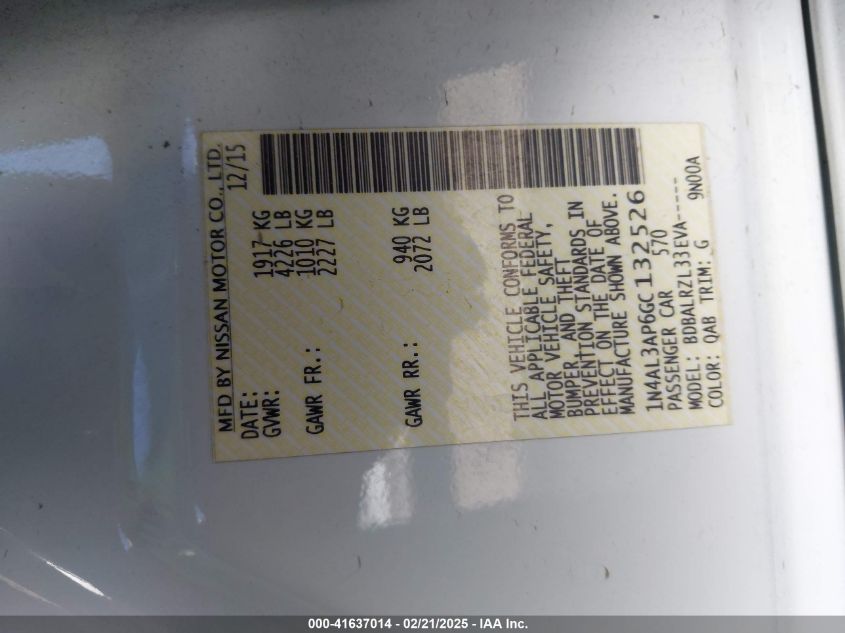 MFD BY NISSAN MOTOR CO., LTD.
DATE: 12/15
GVWR: 1917 KG
4226 LB
GAWR FR.: 1010 KG
2227 LB
GAWR RR.: 940 KG
2072 LB
THIS VEHICLE CONFORMS TO
ALL APPLICABLE FEDERAL
MOTOR VEHICLE SAFETY,
BUMPER, AND THEFT
PREVENTION STANDARDS IN
EFFECT ON THE DATE OF
MANUFACTURE SHOWN ABOVE.
1N4AL3AP6GC132526
PASSENGER CAR 570
MODEL: BDBALRZL33EVA-----
COLOR: QAB TRIM: G 9N00A
000-41637014 — 02/21/2025 - IAA Inc.